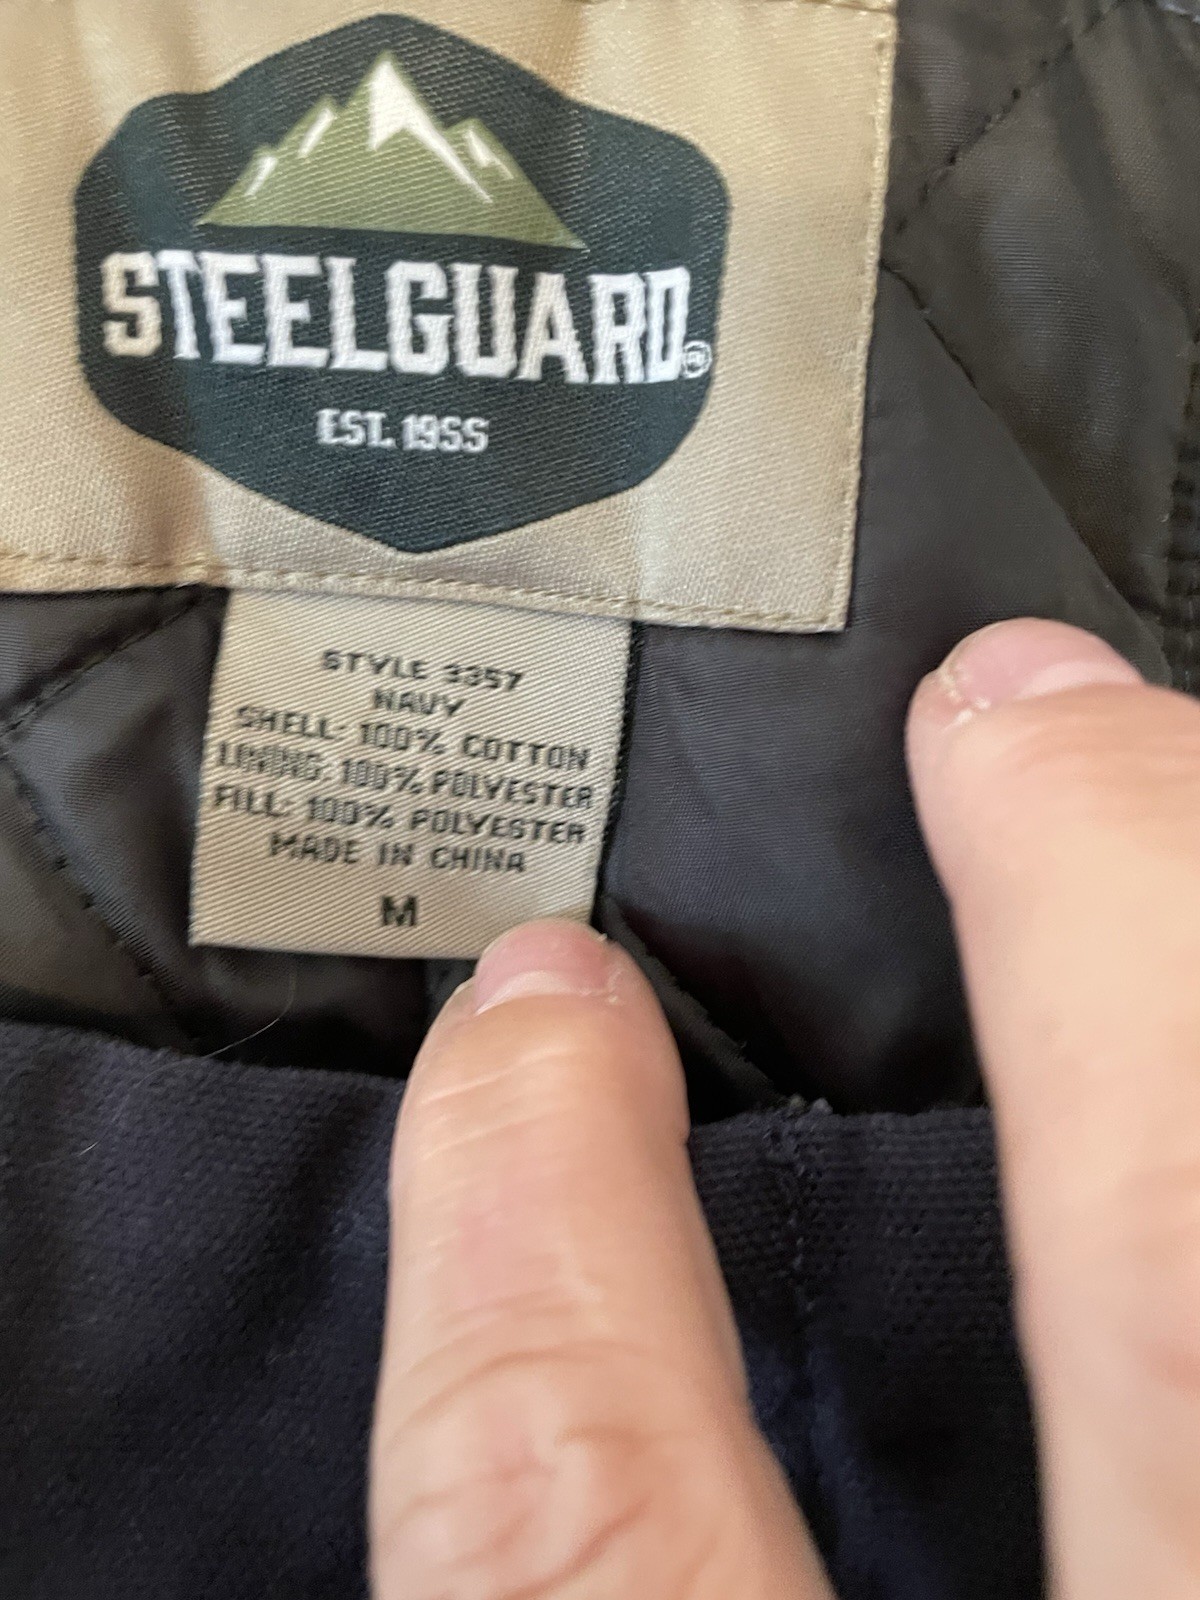 STEELGUARD®
EST. 1955
STYLE 3357
NAVY
SHELL: 100% COTTON
LINING: 100% POLYESTER
FILL: 100% POLYESTER
MADE IN CHINA
M